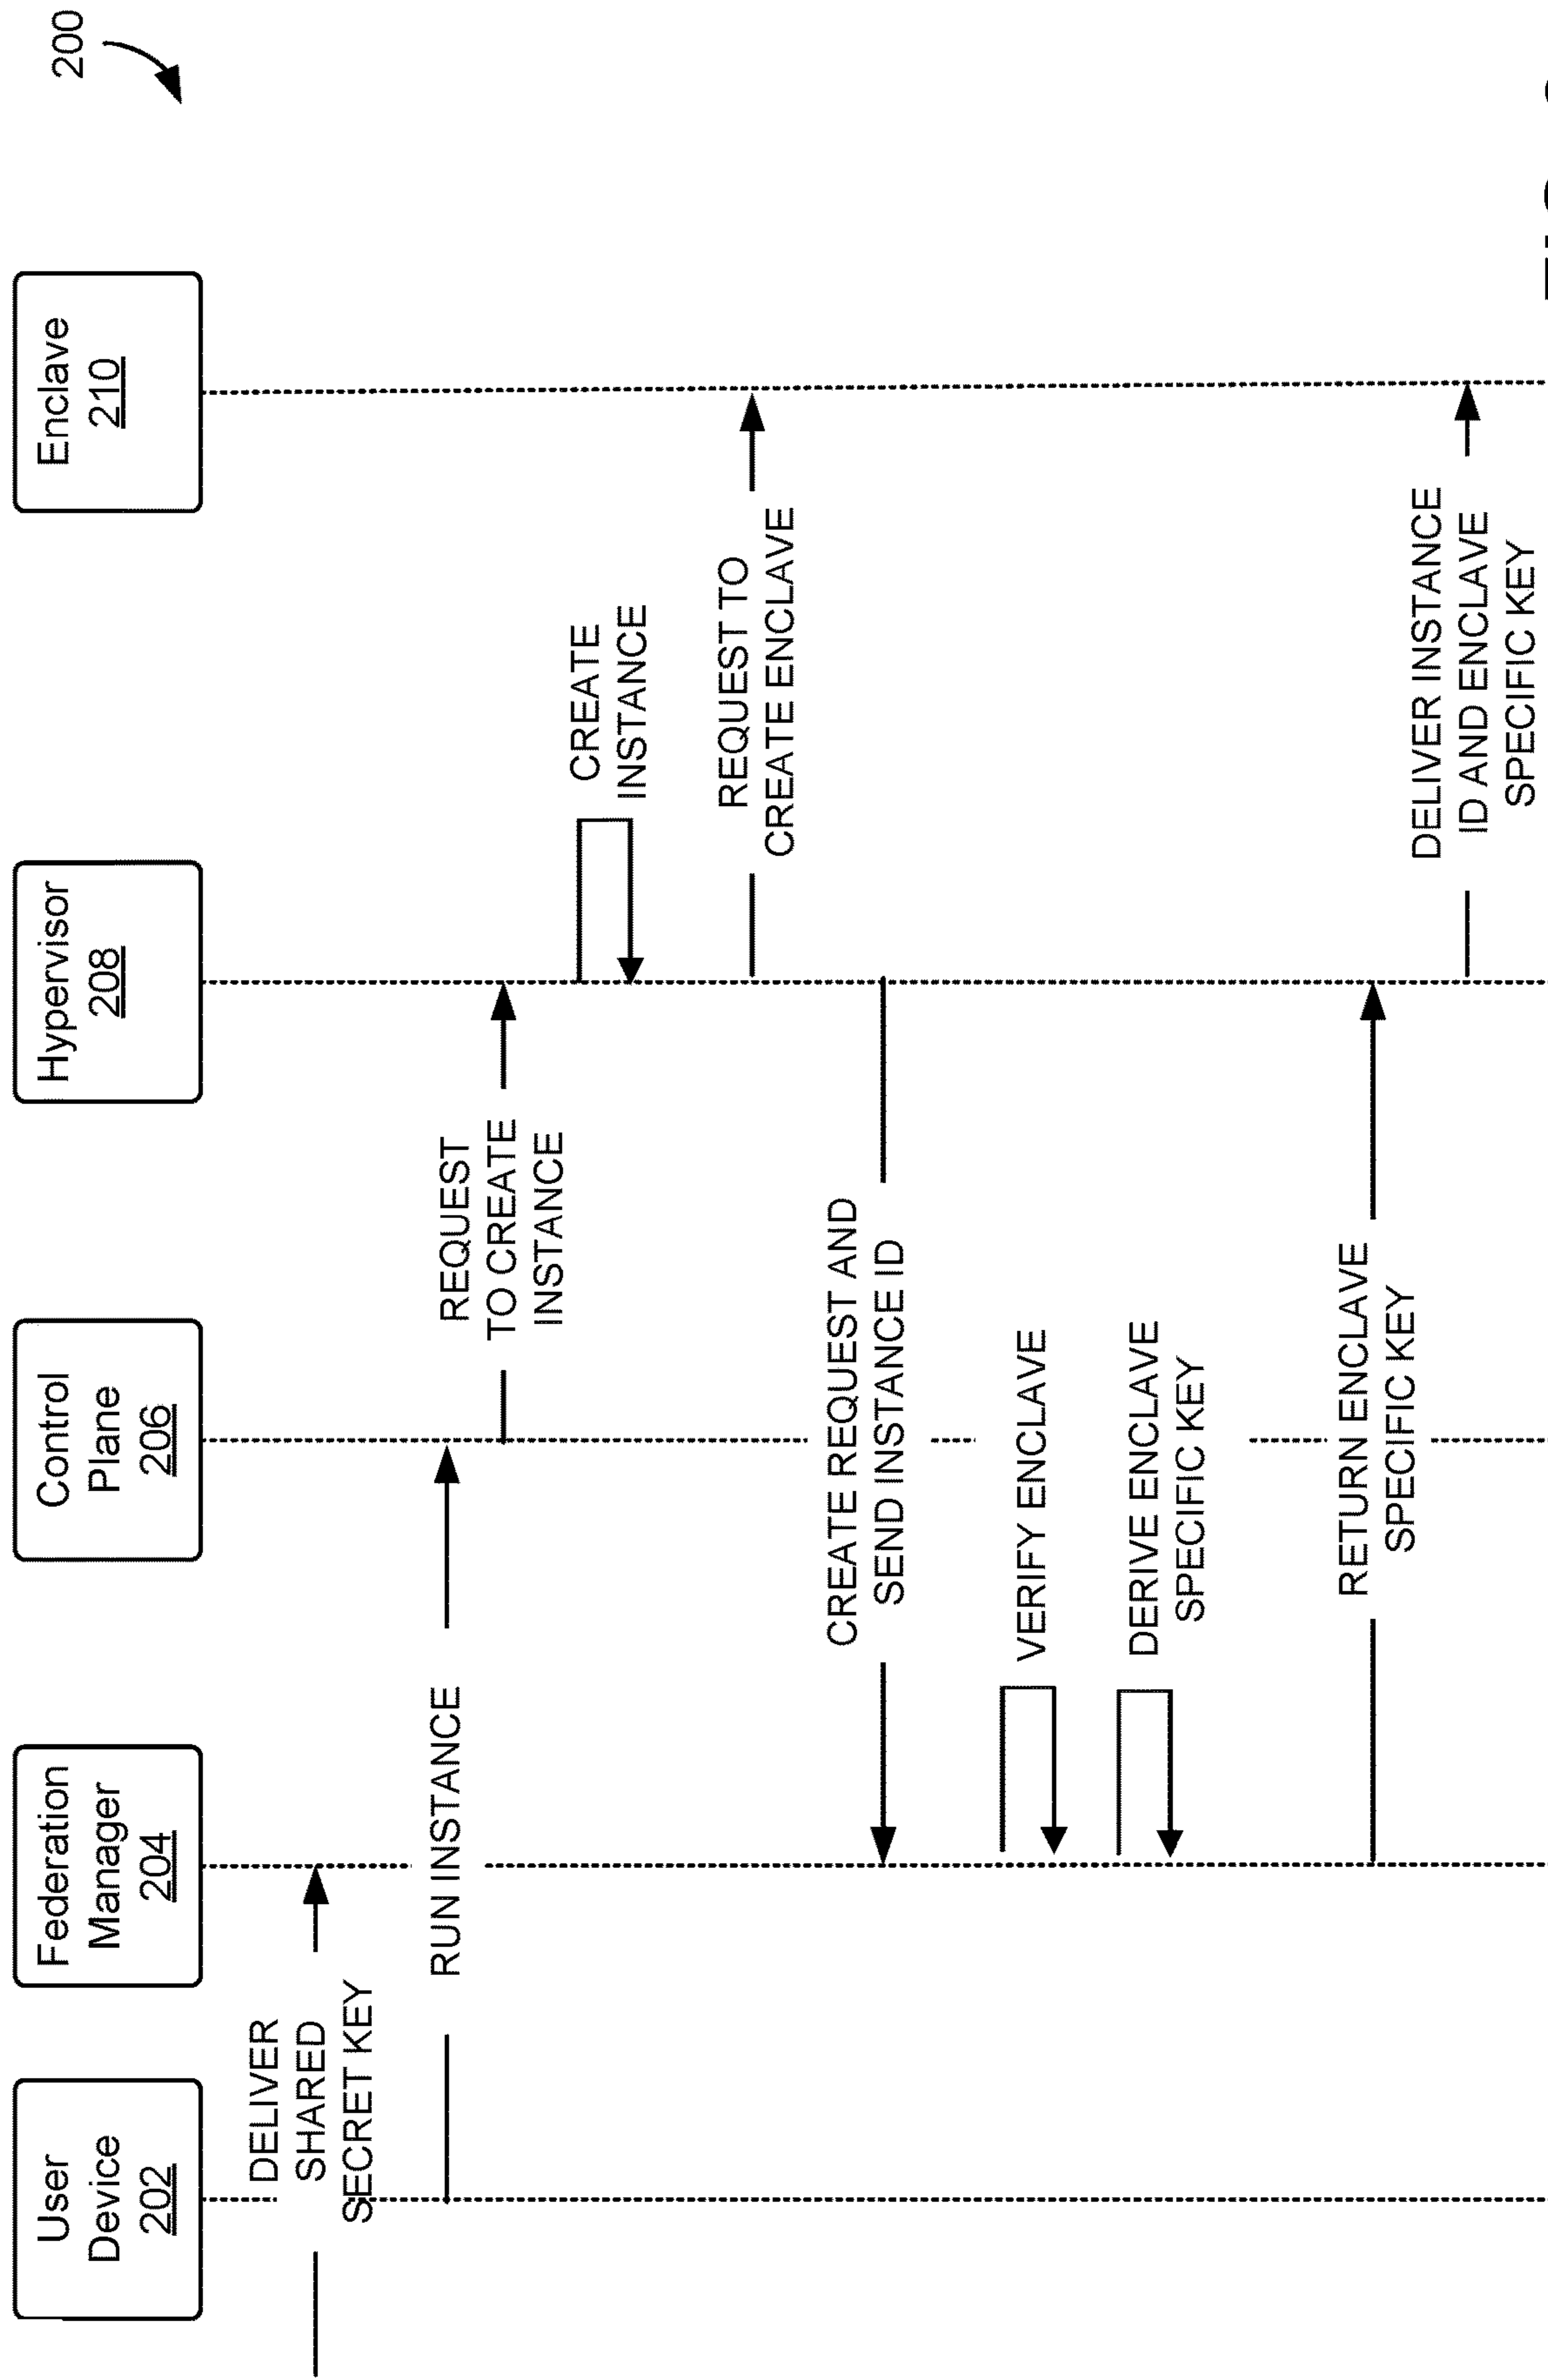 200
User
Device
202
Federation
Manager
204
Control
Plane
206
Hypervisor
208
Enclave
210
DELIVER
SHARED
SECRET KEY
RUN INSTANCE
REQUEST
TO CREATE
INSTANCE
CREATE
INSTANCE
REQUEST TO
CREATE ENCLAVE
CREATE REQUEST AND
SEND INSTANCE ID
VERIFY ENCLAVE
DERIVE ENCLAVE
SPECIFIC KEY
RETURN ENCLAVE
SPECIFIC KEY
DELIVER INSTANCE
ID AND ENCLAVE
SPECIFIC KEY